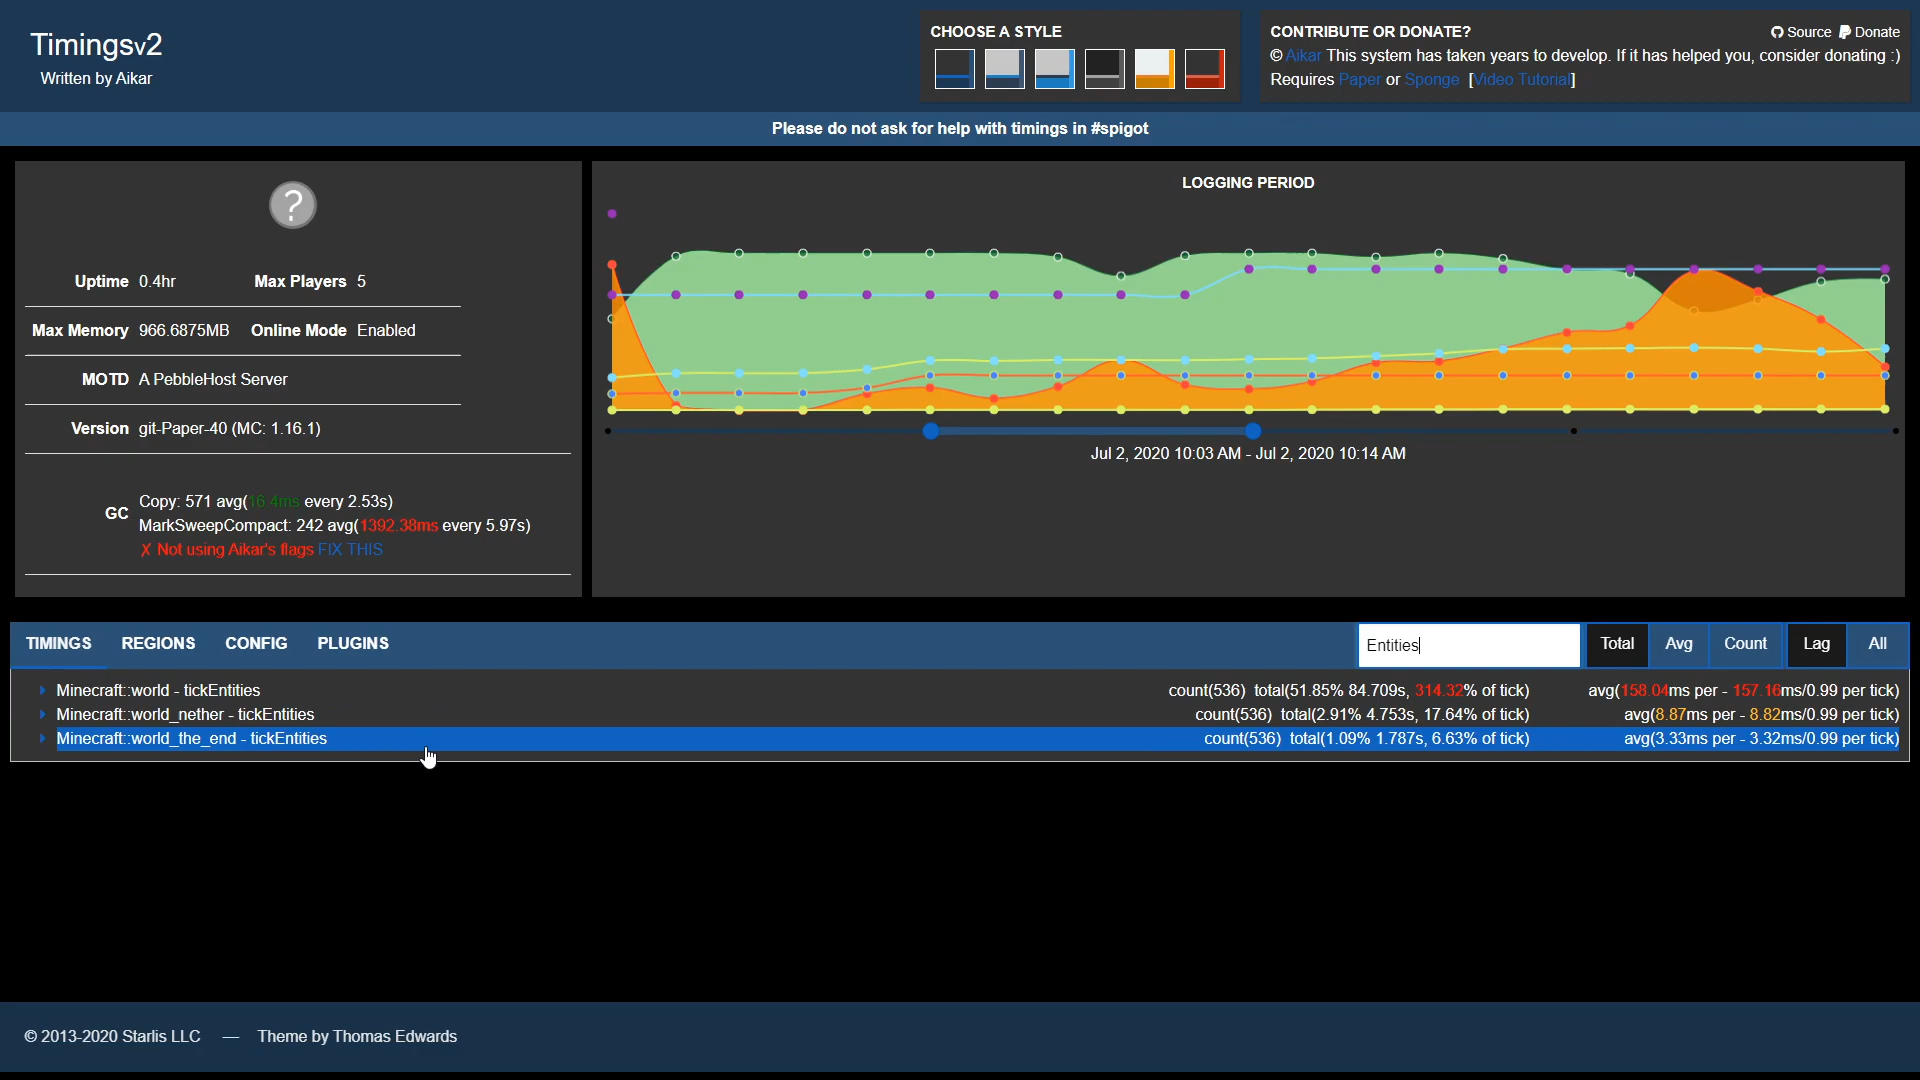 Timingsv2
Written by Aikar
CHOOSE A STYLE
CONTRIBUTE OR DONATE?
Source Donate
© Aikar This system has taken years to develop. If it has helped you, consider donating :)
Requires Paper or Sponge [Video Tutorial]
Please do not ask for help with timings in #spigot
?
Uptime 0.4hr Max Players 5
Max Memory 966.6875MB Online Mode Enabled
MOTD A PebbleHost Server
Version git-Paper-40 (MC: 1.16.1)
GC
Copy: 571 avg(16.4ms every 2.53s)
MarkSweepCompact: 242 avg(1392.38ms every 5.97s)
✗ Not using Aikar's flags FIX THIS
LOGGING PERIOD
Jul 2, 2020 10:03 AM - Jul 2, 2020 10:14 AM
TIMINGS REGIONS CONFIG PLUGINS Entities Total Avg Count Lag All
Minecraft::world - tickEntities count(536) total(51.85% 84.709s, 314.32% of tick) avg(158.04ms per - 157.16ms/0.99 per tick)
Minecraft::world_nether - tickEntities count(536) total(2.91% 4.753s, 17.64% of tick) avg(8.87ms per - 8.82ms/0.99 per tick)
Minecraft::world_the_end - tickEntities count(536) total(1.09% 1.787s, 6.63% of tick) avg(3.33ms per - 3.32ms/0.99 per tick)
© 2013-2020 Starlis LLC — Theme by Thomas Edwards